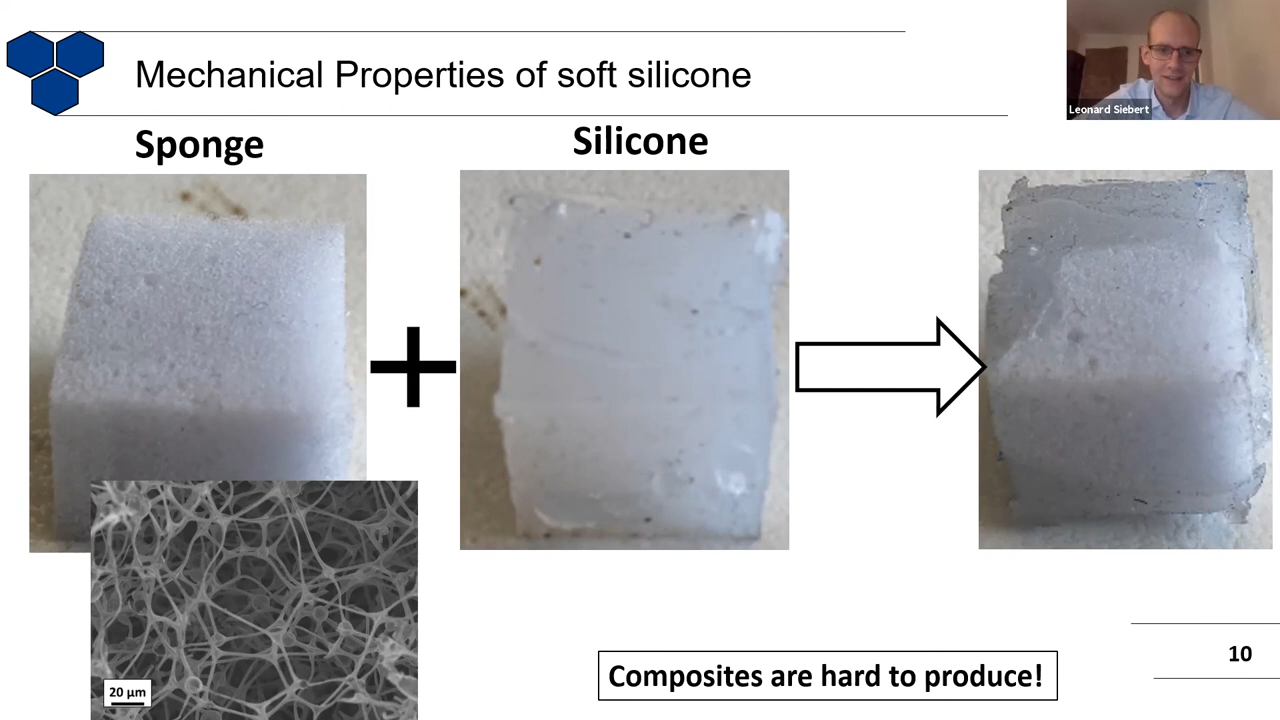 Mechanical Properties of soft silicone
Leonard Siebert
Sponge
Silicone
20 µm
Composites are hard to produce!
10